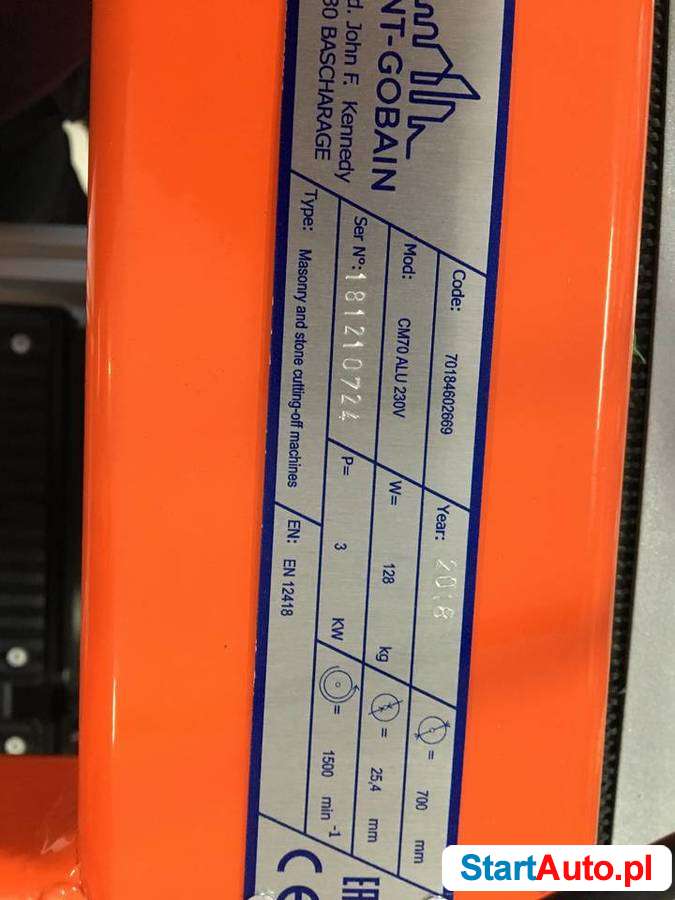 NT-GOBAIN
d. John F. Kennedy
30 BASCHARAGE
Code: 70184602669 Year: 2018 = 700 mm
Mod: CM70 ALU 230V W= 128 kg = 25,4 mm
Ser N°: 181210724 P= 3 KW = 1500 min -1
Type: Masonry and stone cutting-off machines EN: EN 12418
CE
StartAuto.pl